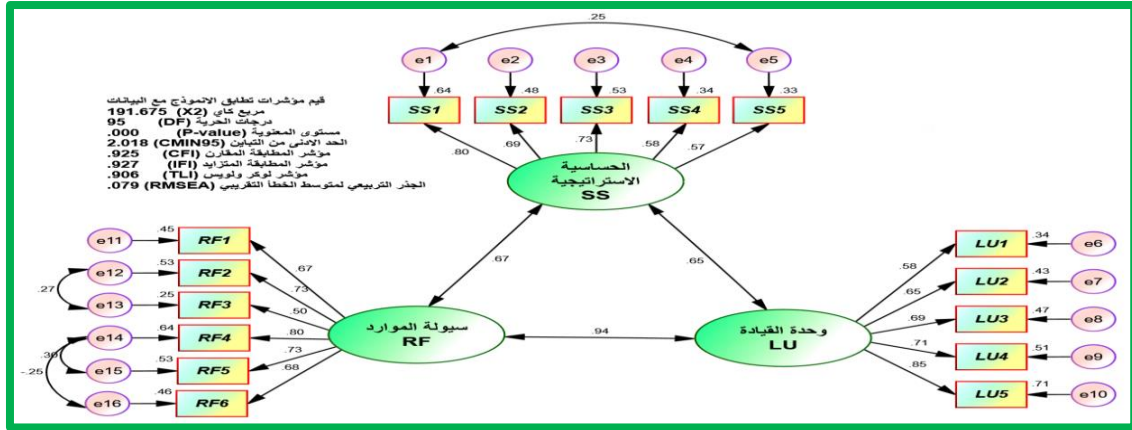 .25
e1 e2 e3 e4 e5
.64 .48 .53 .34 .33
SS1 SS2 SS3 SS4 SS5
.80 .69 .73 .58 .57
قيم مؤشرات تطابق الانموذج مع البيانات
مربع كاي (X2) 191.675
درجات الحرية (DF) 95
مستوى المعنوية (P-value) .000
الحد الادنى من التباين (CMIN95) 2.018
مؤشر المطابقة المقارن (CFI) .925
مؤشر المطابقة المتزايد (IFI) .927
مؤشر لوكر ولويس (TLI) .906
الجذر التربيعي لمتوسط الخطأ التقريبي (RMSEA) .079
الحساسية
الاستراتيجية
SS
.67 .65
e11 .45 RF1 .67
e12 .53 RF2 .73
.27
e13 .25 RF3 .50
e14 .64 RF4 .80
.30
e15 .53 RF5 .73
-.25
e16 .46 RF6 .68
سيولة الموارد
RF
.94
وحدة القيادة
LU
.58 LU1 .34 e6
.65 LU2 .43 e7
.69 LU3 .47 e8
.71 LU4 .51 e9
.85 LU5 .71 e10